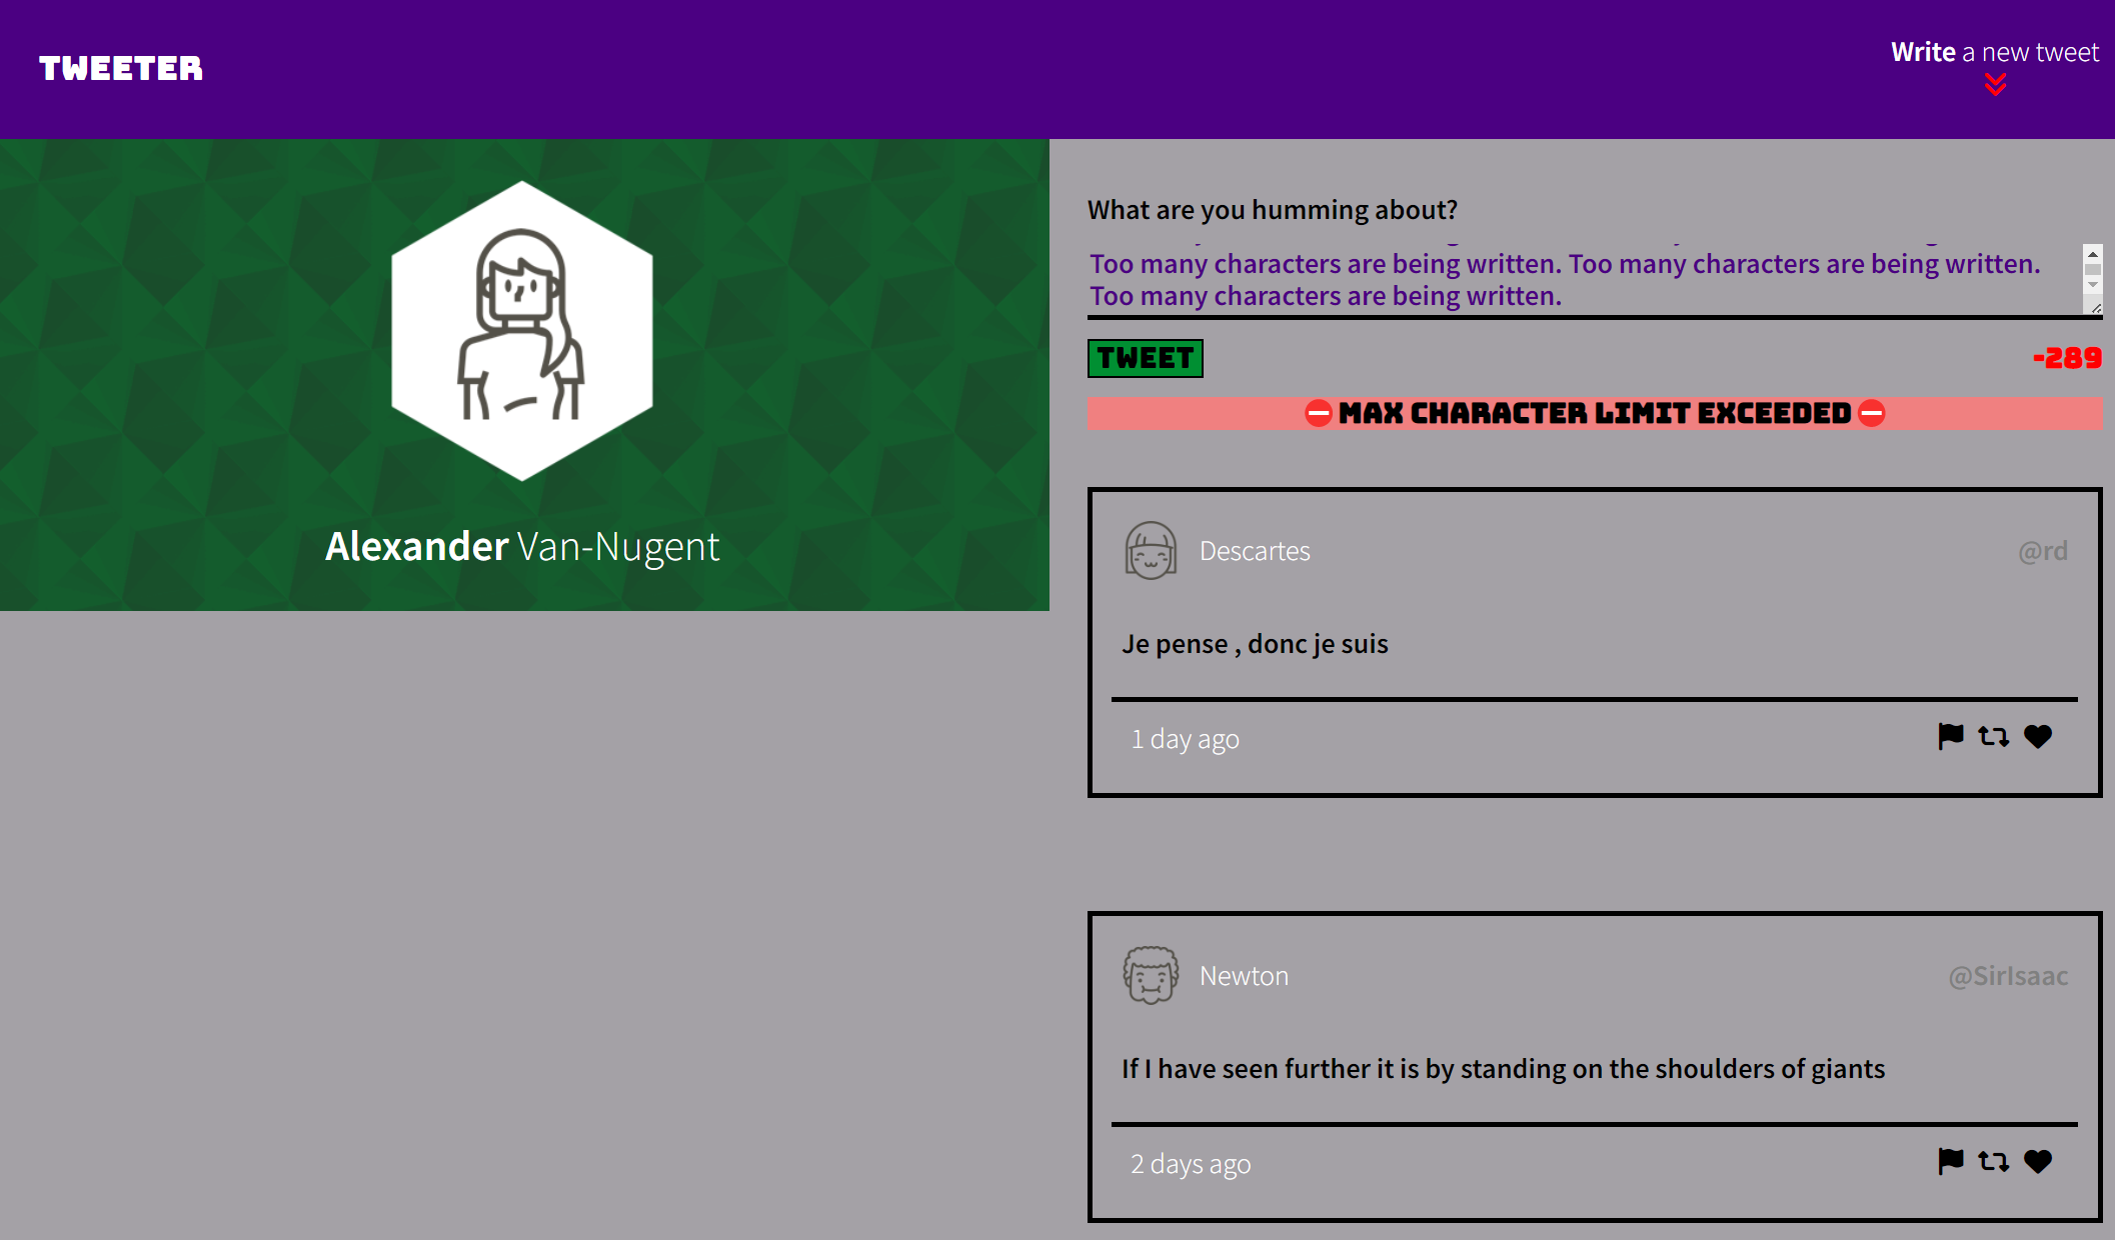 TWEETER
Write a new tweet
Alexander Van-Nugent
What are you humming about?
Too many characters are being written. Too many characters are being written.
Too many characters are being written.
TWEET
-289
⛔ MAX CHARACTER LIMIT EXCEEDED ⛔
Descartes
@rd
Je pense , donc je suis
1 day ago
Newton
@SirIsaac
If I have seen further it is by standing on the shoulders of giants
2 days ago